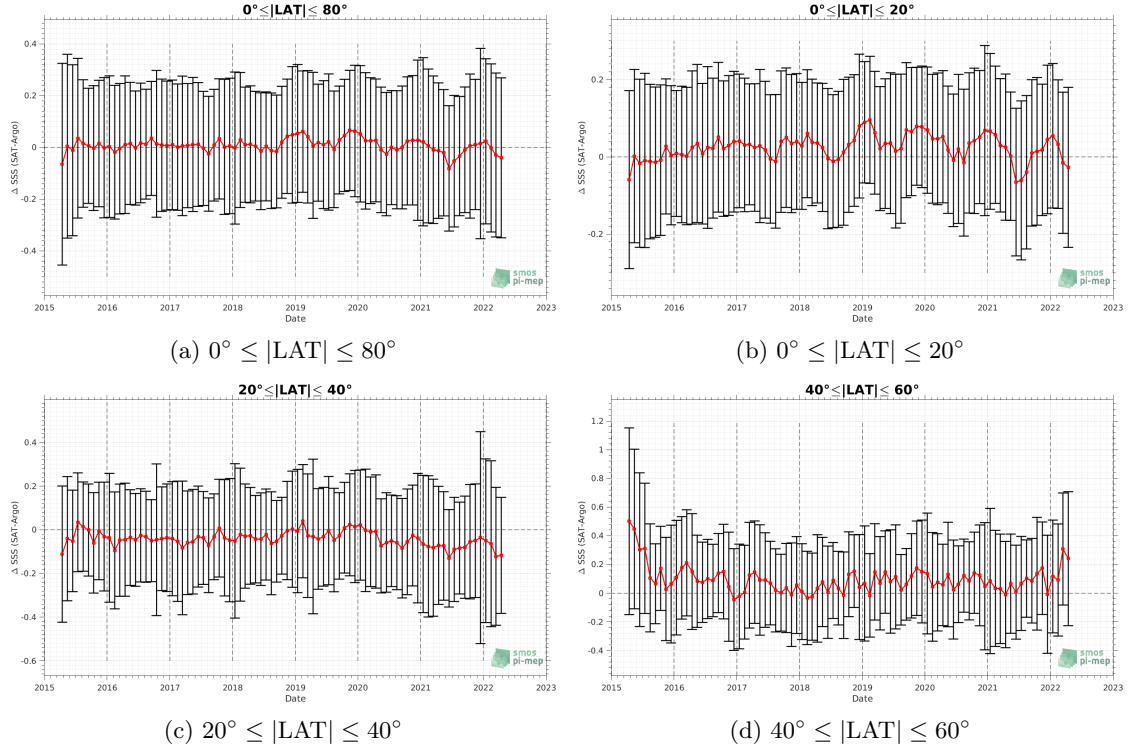 0°≤|LAT|≤ 80°
0.4
0.2
0
-0.2
-0.4
Δ SSS (SAT-Argo)
2015 2016 2017 2018 2019 2020 2021 2022 2023
Date
smos
pi-mep
(a) 0° ≤ |LAT| ≤ 80°
0°≤|LAT|≤ 20°
0.2
0
-0.2
Δ SSS (SAT-Argo)
2015 2016 2017 2018 2019 2020 2021 2022 2023
Date
smos
pi-mep
(b) 0° ≤ |LAT| ≤ 20°
20°≤|LAT|≤ 40°
0.4
0.2
0
-0.2
-0.4
-0.6
Δ SSS (SAT-Argo)
2015 2016 2017 2018 2019 2020 2021 2022 2023
Date
smos
pi-mep
(c) 20° ≤ |LAT| ≤ 40°
40°≤|LAT|≤ 60°
1.2
1
0.8
0.6
0.4
0.2
0
-0.2
-0.4
Δ SSS (SAT-Argo)
2015 2016 2017 2018 2019 2020 2021 2022 2023
Date
smos
pi-mep
(d) 40° ≤ |LAT| ≤ 60°